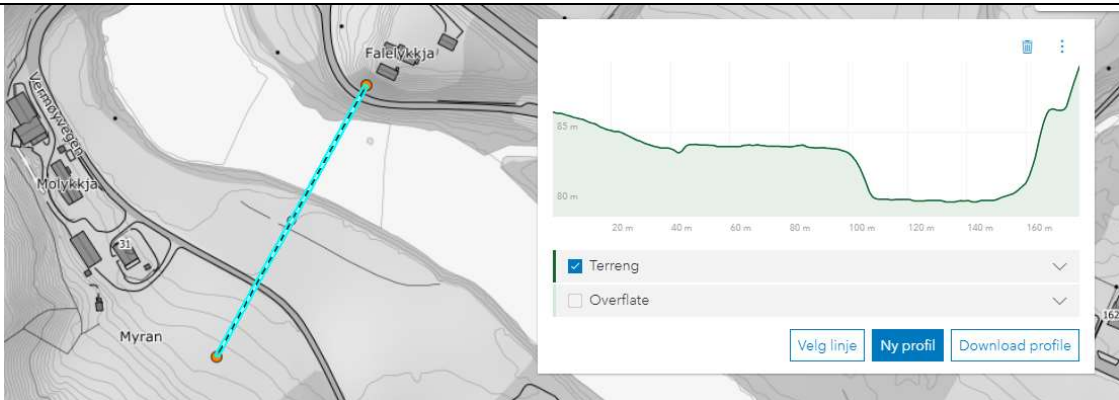 Falelykkja
Vermøyvegen
Molykkja
31
Myran
85 m
80 m
20 m
40 m
60 m
80 m
100 m
120 m
140 m
160 m
Terreng
Overflate
Velg linje
Ny profil
Download profile
162